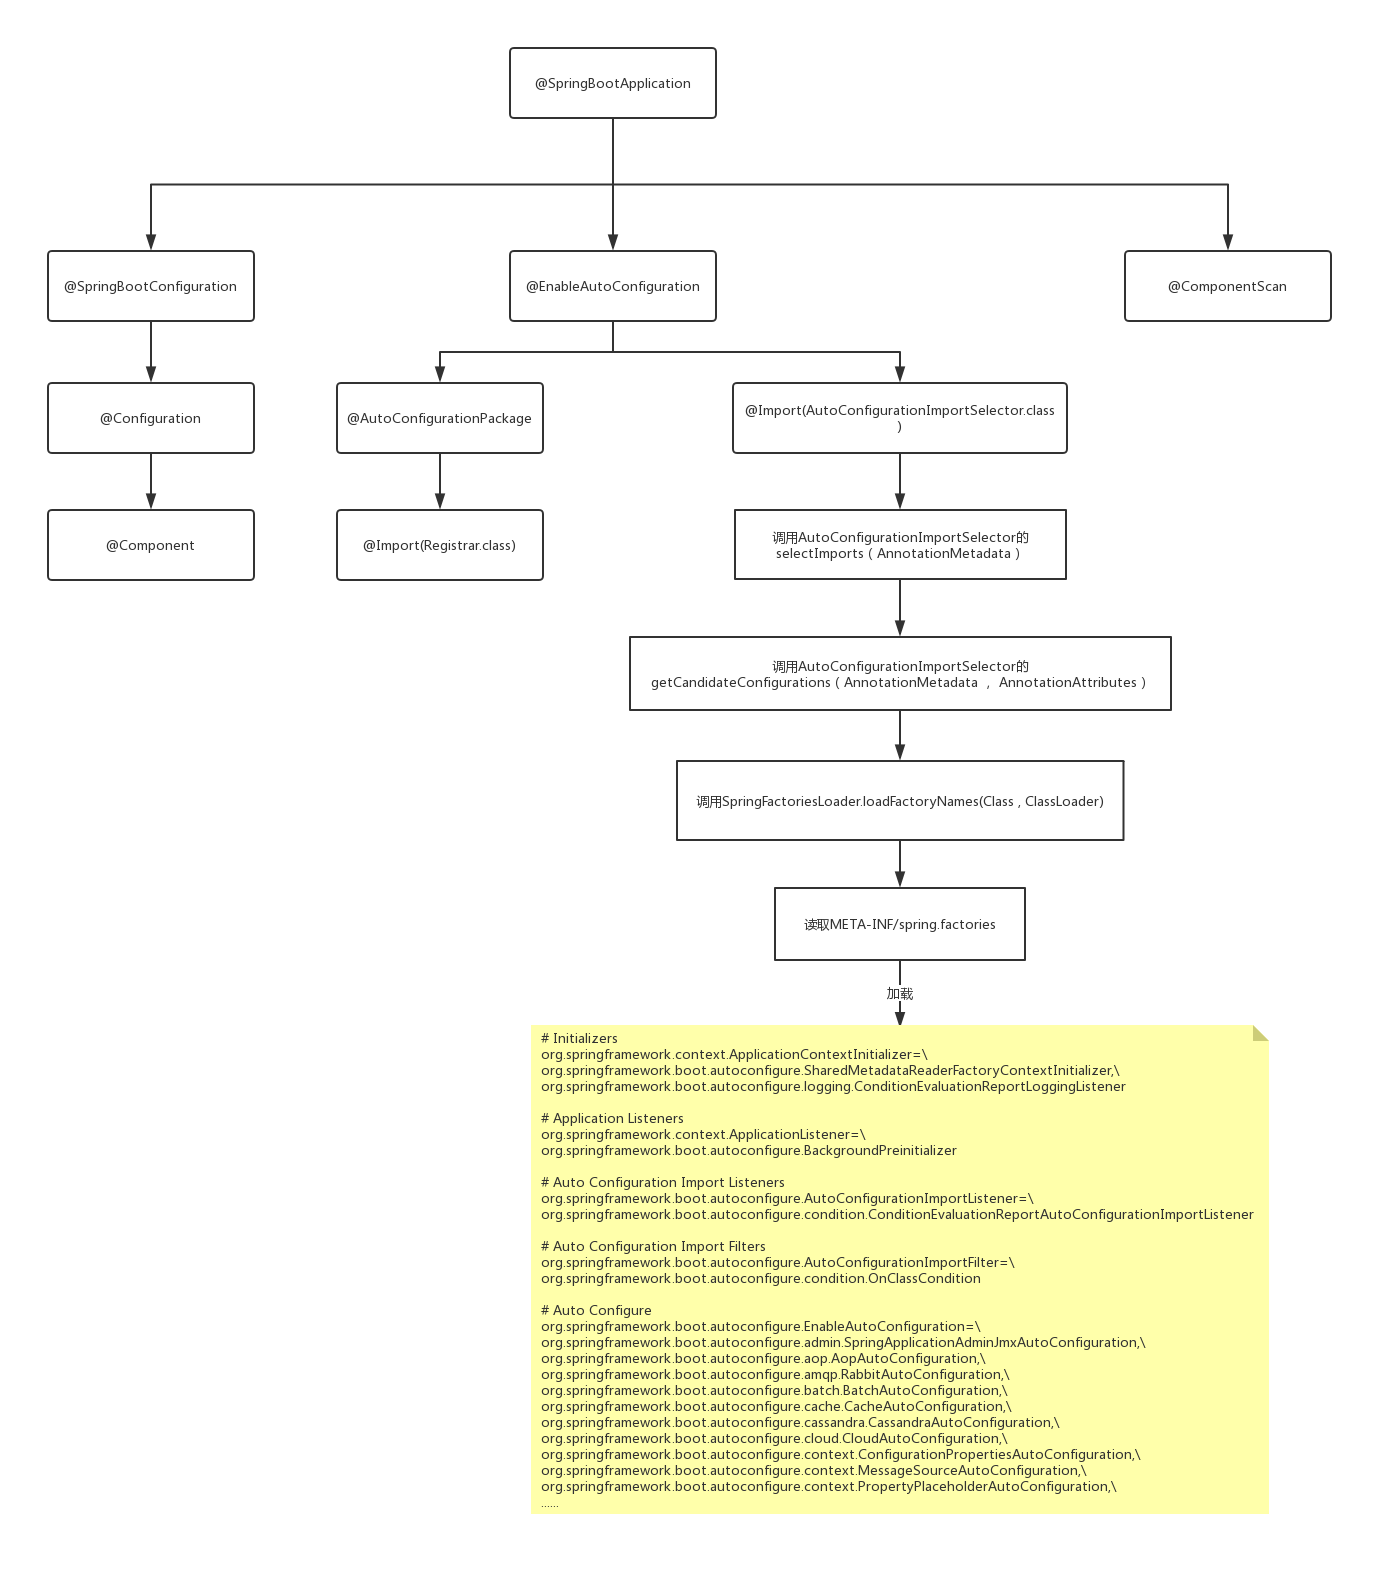 @SpringBootApplication
@SpringBootConfiguration
@EnableAutoConfiguration
@ComponentScan
@Configuration
@AutoConfigurationPackage
@Import(AutoConfigurationImportSelector.class
)
@Component
@Import(Registrar.class)
调用AutoConfigurationImportSelector的
selectImports（AnnotationMetadata）
调用AutoConfigurationImportSelector的
getCandidateConfigurations（AnnotationMetadata ， AnnotationAttributes）
调用SpringFactoriesLoader.loadFactoryNames(Class , ClassLoader)
读取META-INF/spring.factories
加载
# Initializers
org.springframework.context.ApplicationContextInitializer=\
org.springframework.boot.autoconfigure.SharedMetadataReaderFactoryContextInitializer,\
org.springframework.boot.autoconfigure.logging.ConditionEvaluationReportLoggingListener
# Application Listeners
org.springframework.context.ApplicationListener=\
org.springframework.boot.autoconfigure.BackgroundPreinitializer
# Auto Configuration Import Listeners
org.springframework.boot.autoconfigure.AutoConfigurationImportListener=\
org.springframework.boot.autoconfigure.condition.ConditionEvaluationReportAutoConfigurationImportListener
# Auto Configuration Import Filters
org.springframework.boot.autoconfigure.AutoConfigurationImportFilter=\
org.springframework.boot.autoconfigure.condition.OnClassCondition
# Auto Configure
org.springframework.boot.autoconfigure.EnableAutoConfiguration=\
org.springframework.boot.autoconfigure.admin.SpringApplicationAdminJmxAutoConfiguration,\
org.springframework.boot.autoconfigure.aop.AopAutoConfiguration,\
org.springframework.boot.autoconfigure.amqp.RabbitAutoConfiguration,\
org.springframework.boot.autoconfigure.batch.BatchAutoConfiguration,\
org.springframework.boot.autoconfigure.cache.CacheAutoConfiguration,\
org.springframework.boot.autoconfigure.cassandra.CassandraAutoConfiguration,\
org.springframework.boot.autoconfigure.cloud.CloudAutoConfiguration,\
org.springframework.boot.autoconfigure.context.ConfigurationPropertiesAutoConfiguration,\
org.springframework.boot.autoconfigure.context.MessageSourceAutoConfiguration,\
org.springframework.boot.autoconfigure.context.PropertyPlaceholderAutoConfiguration,\
......